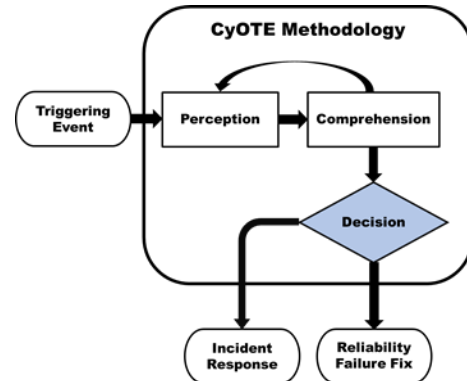 CyOTE Methodology
Triggering
Event
Perception
Comprehension
Decision
Incident
Response
Reliability
Failure Fix